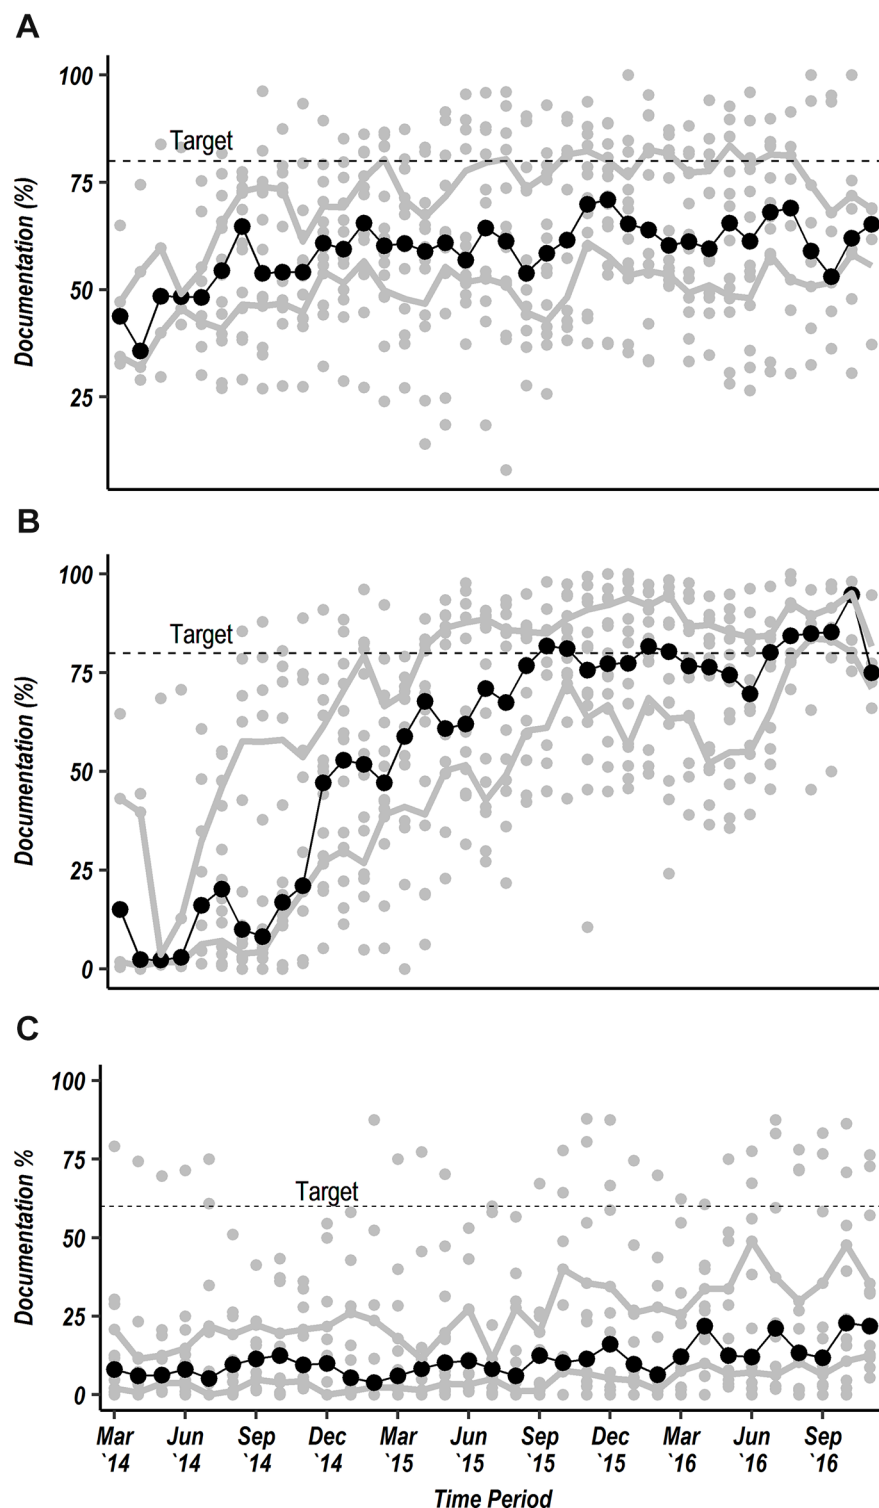 A
100
75
50
25
Target
Documentation (%)
B
100
75
50
25
0
Target
Documentation (%)
C
100
75
50
25
0
Target
Documentation %
Mar Jun Sep Dec Mar Jun Sep Dec Mar Jun Sep
`14 `14 `14 `14 `15 `15 `15 `15 `16 `16 `16
Time Period